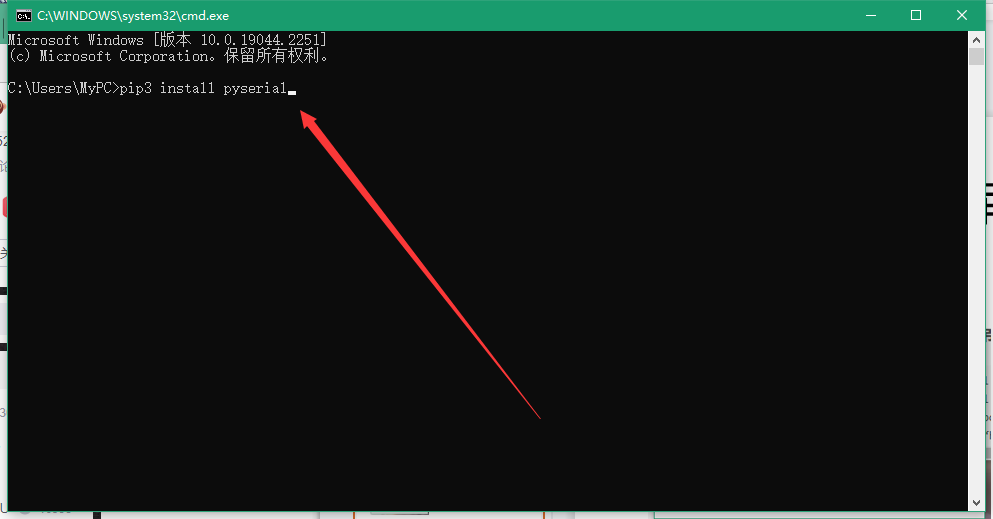 C:\WINDOWS\system32\cmd.exe
Microsoft Windows [版本 10.0.19044.2251]
(c) Microsoft Corporation。保留所有权利。
C:\Users\MyPC>pip3 install pyserial